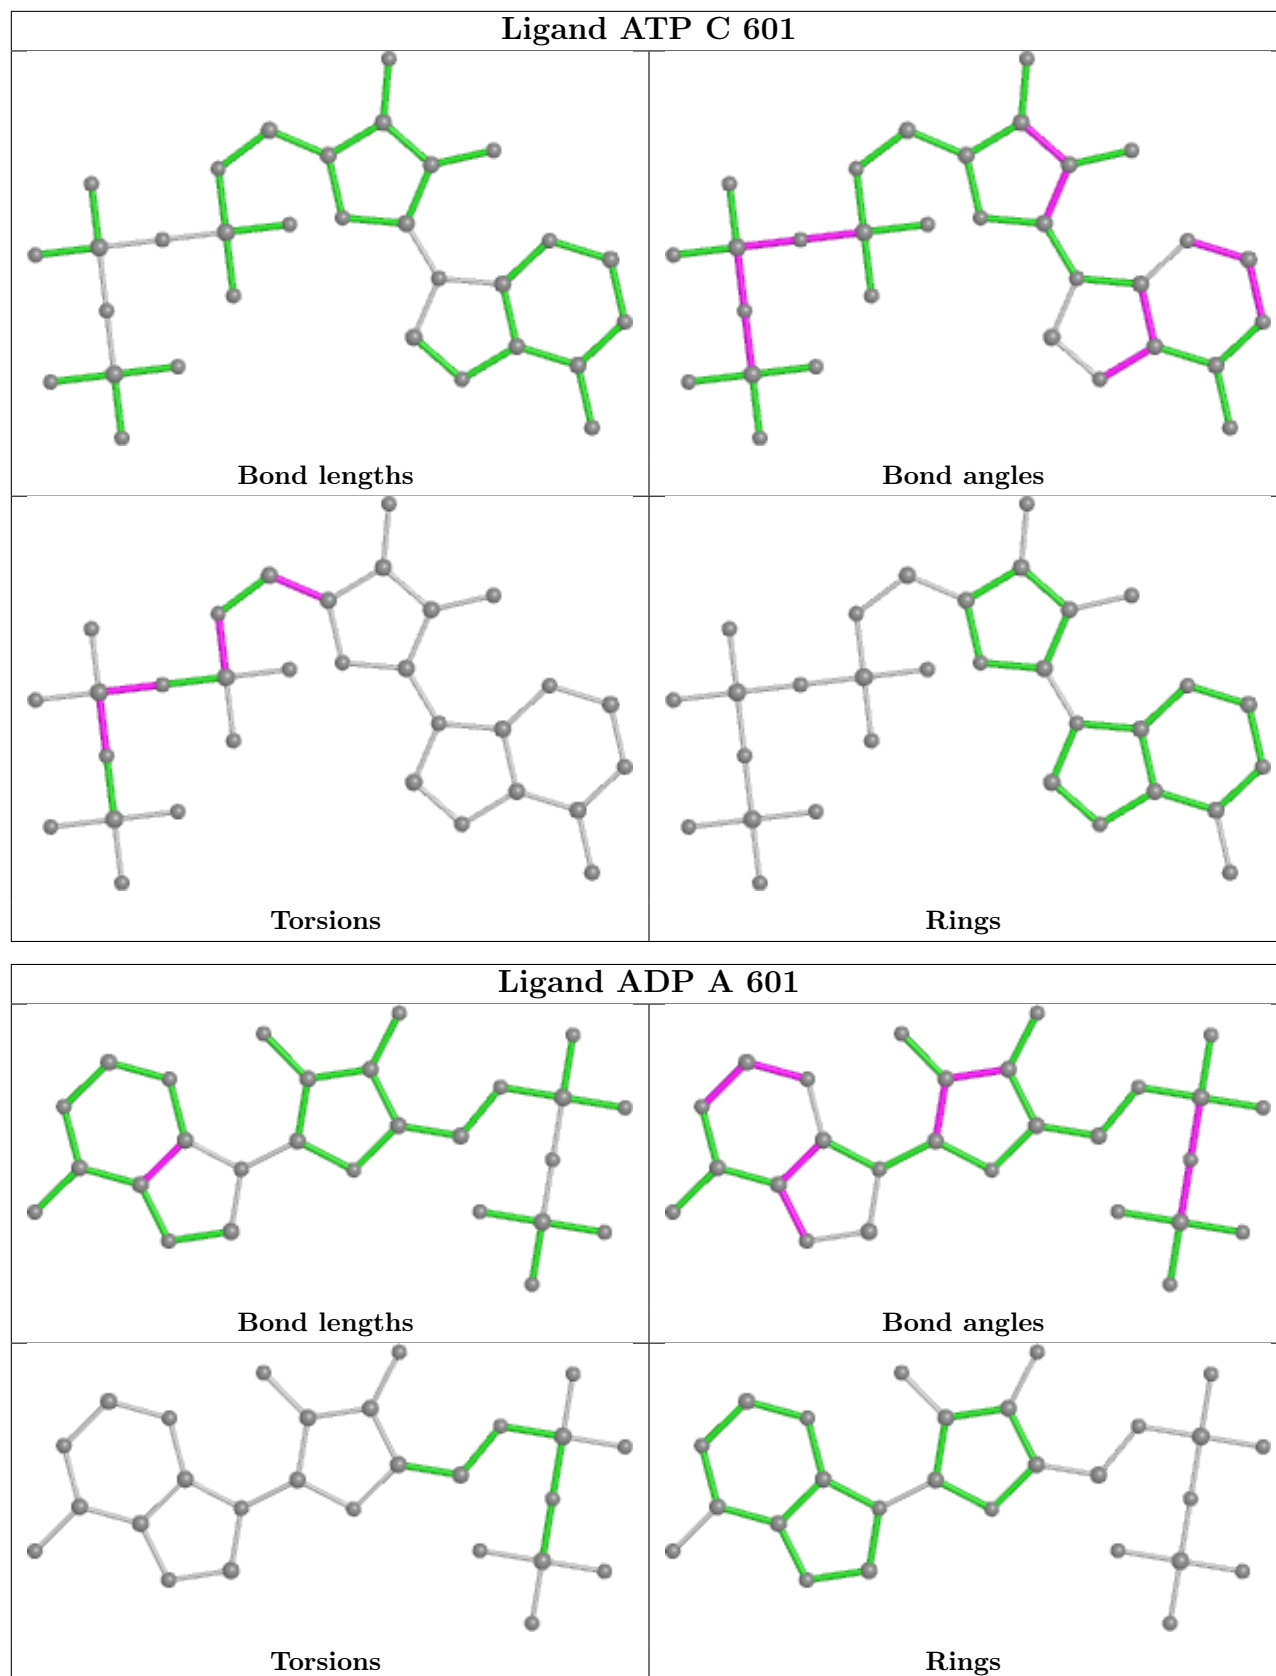 Ligand ATP C 601
Bond lengths
Bond angles
Torsions
Rings
Ligand ADP A 601
Bond lengths
Bond angles
Torsions
Rings